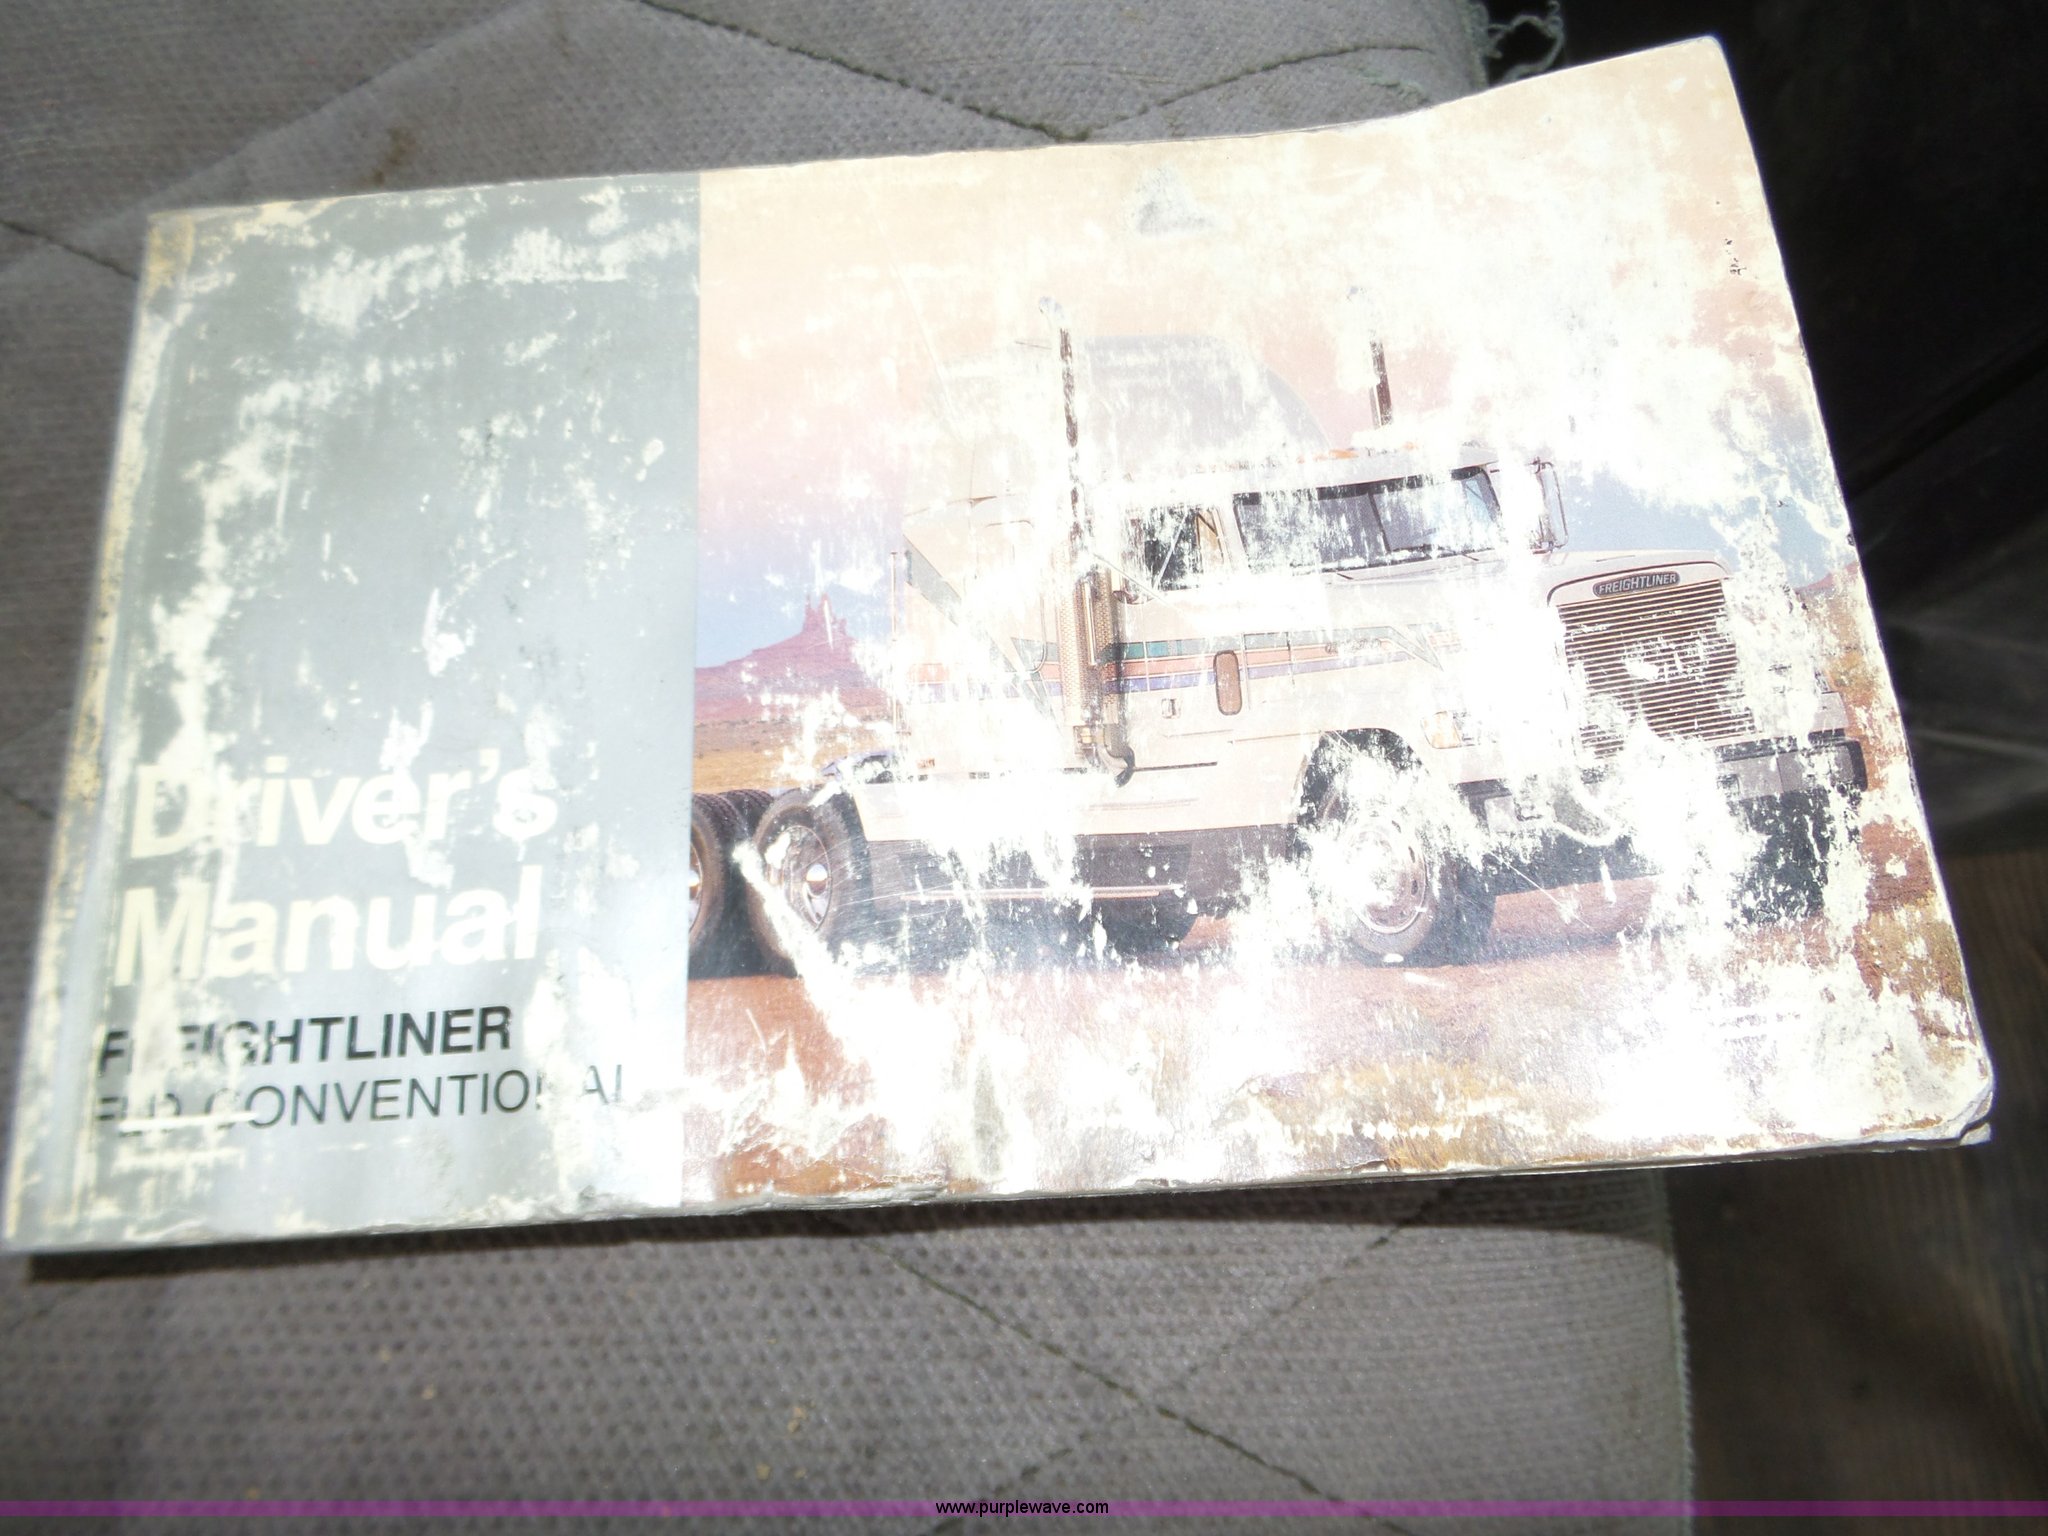 Driver's
Manual
FREIGHTLINER
FLD CONVENTIONAL
FREIGHTLINER
www.purplewave.com